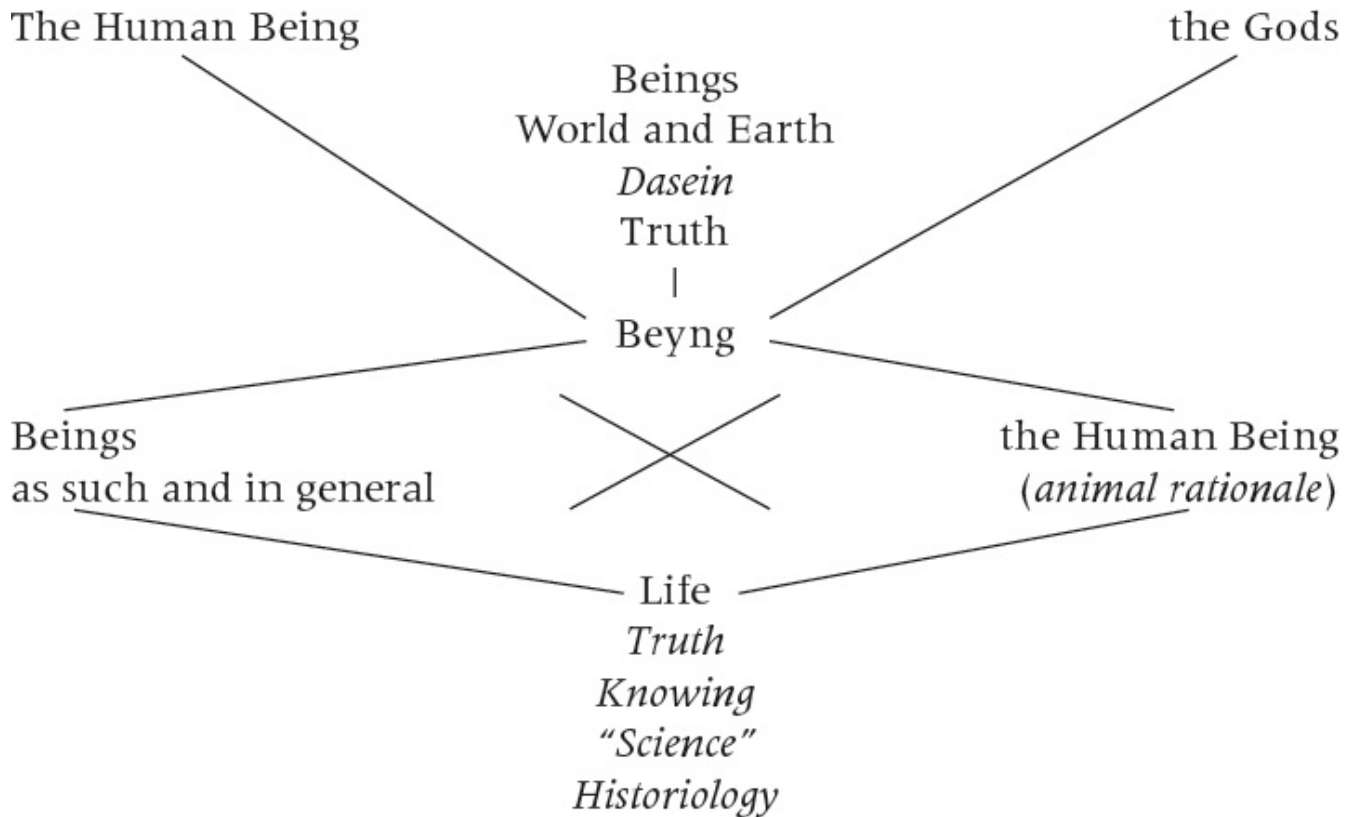 The Human Being
the Gods
Beings
World and Earth
Dasein
Truth
Beyng
Beings
as such and in general
the Human Being
(animal rationale)
Life
Truth
Knowing
“Science”
Historiology